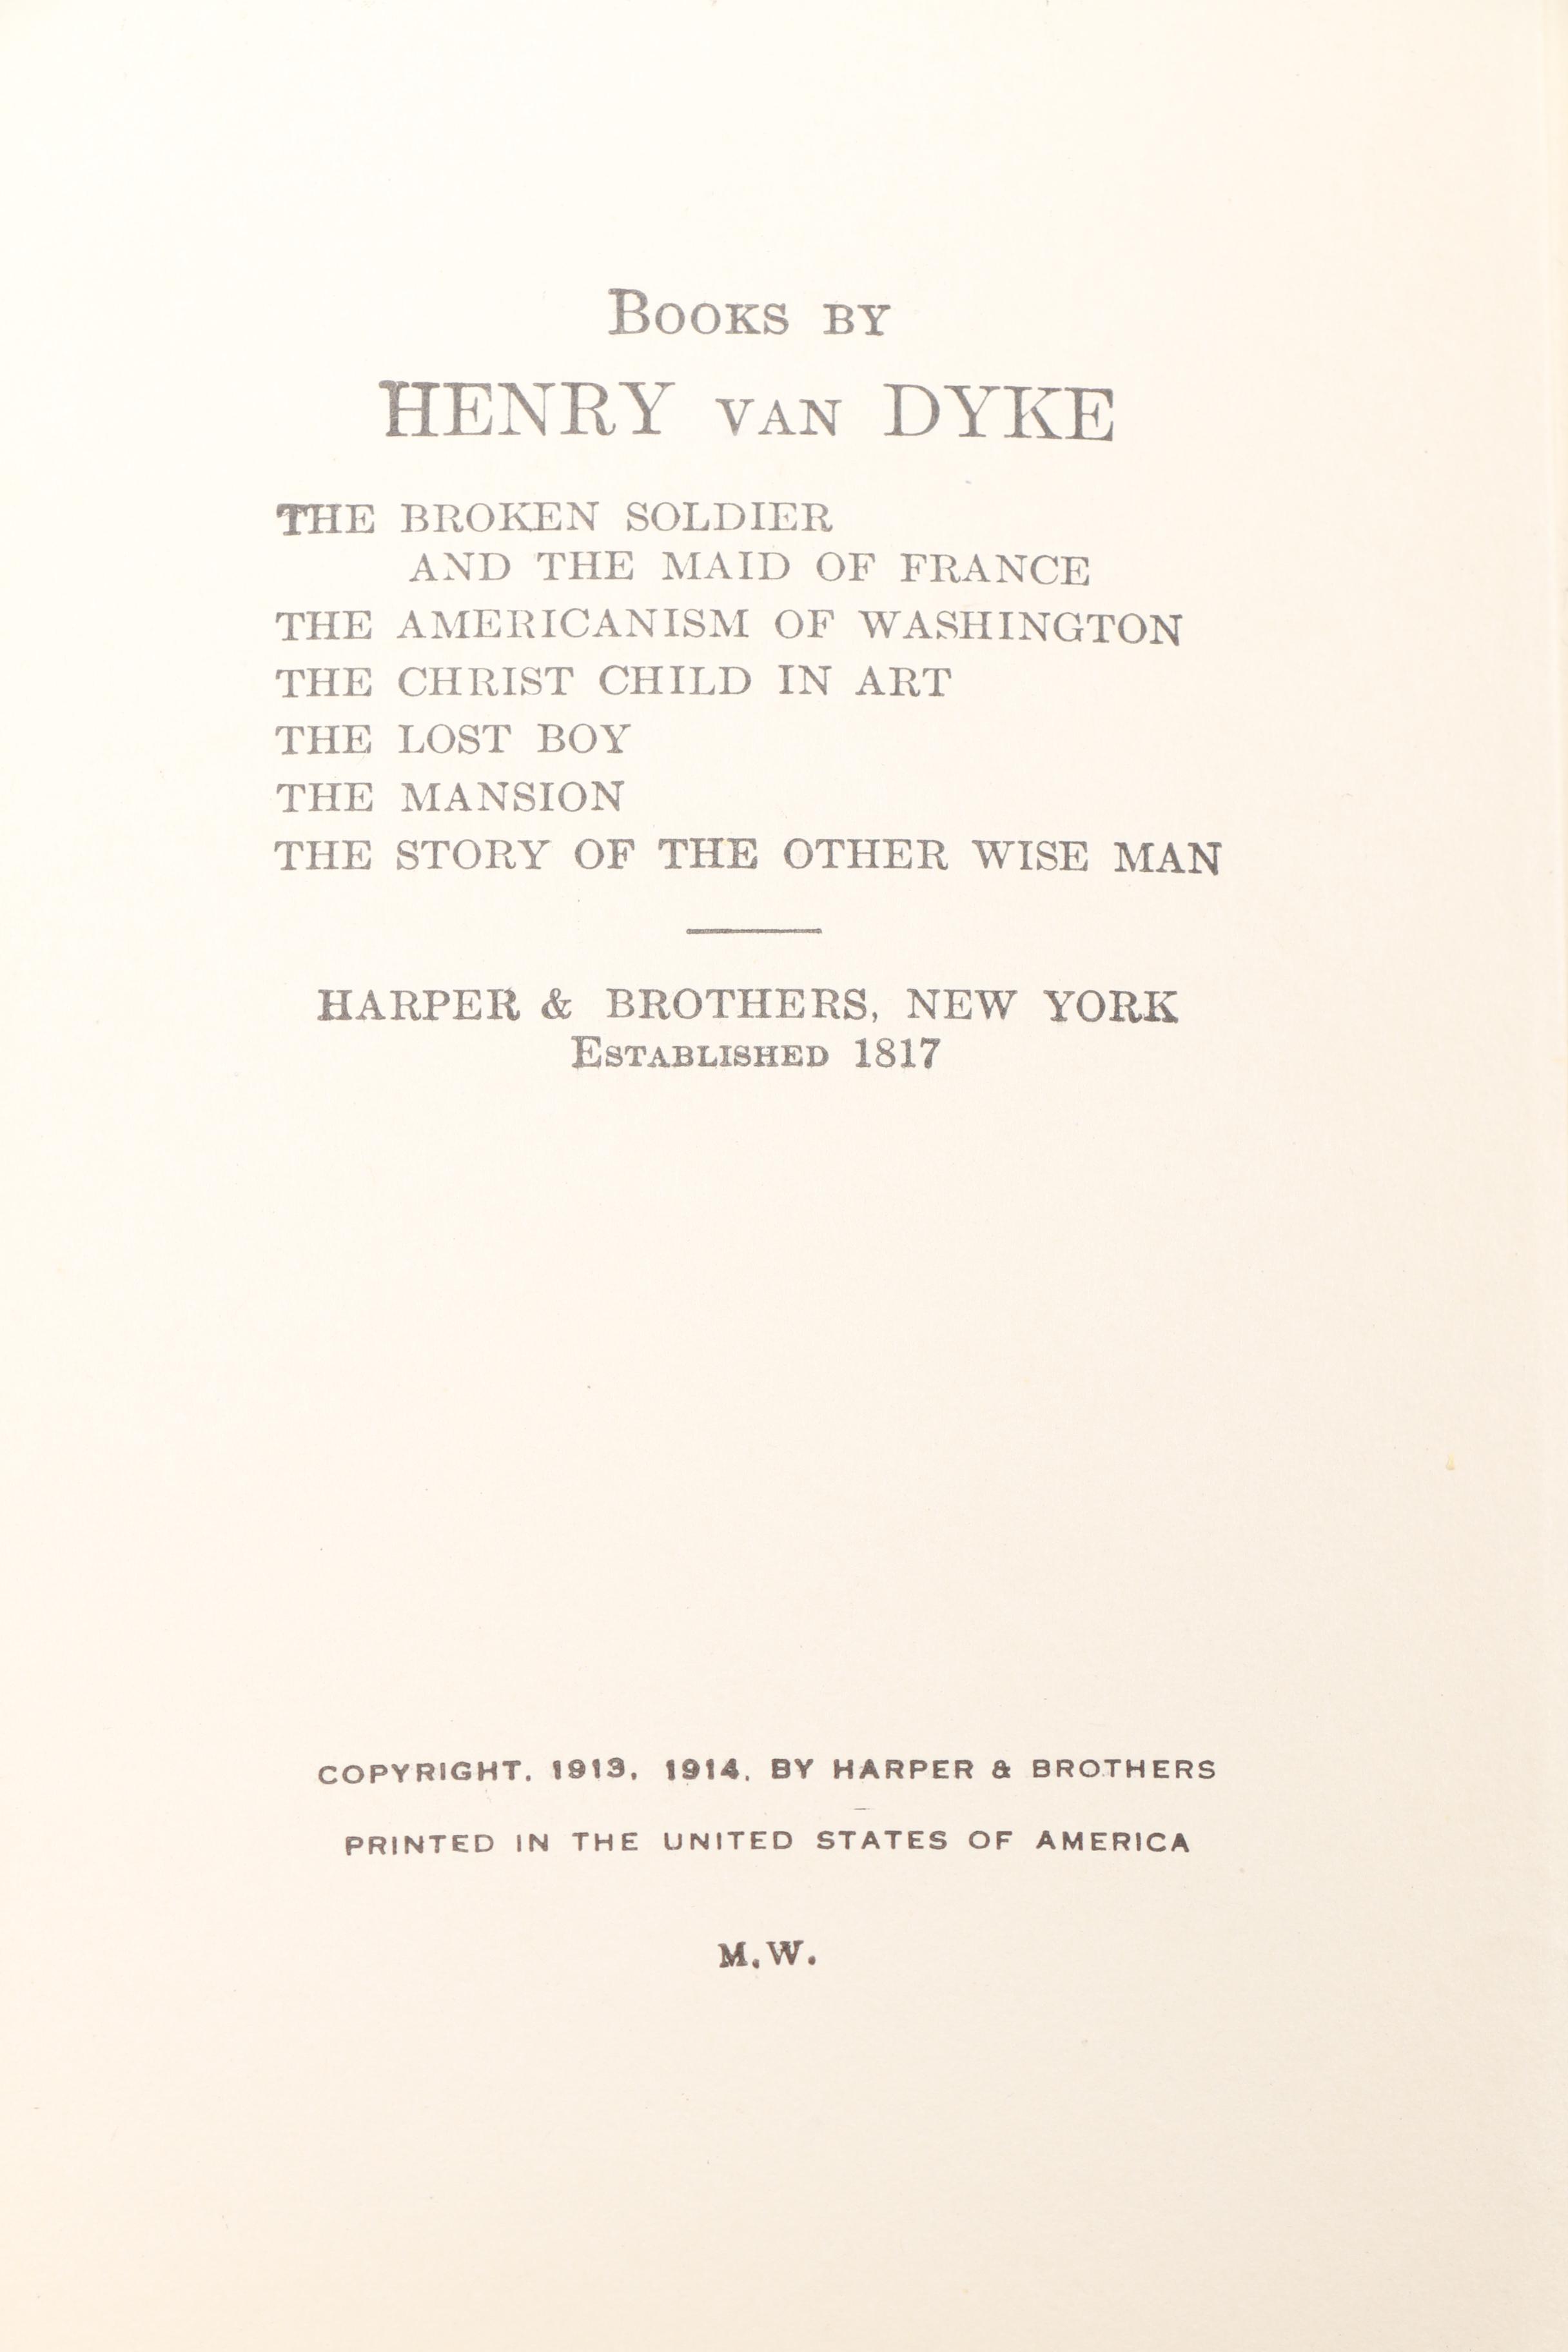 Books by
HENRY van DYKE
THE BROKEN SOLDIER
AND THE MAID OF FRANCE
THE AMERICANISM OF WASHINGTON
THE CHRIST CHILD IN ART
THE LOST BOY
THE MANSION
THE STORY OF THE OTHER WISE MAN
HARPER & BROTHERS, NEW YORK
Established 1817
COPYRIGHT, 1913, 1914, BY HARPER & BROTHERS
PRINTED IN THE UNITED STATES OF AMERICA
M.W.